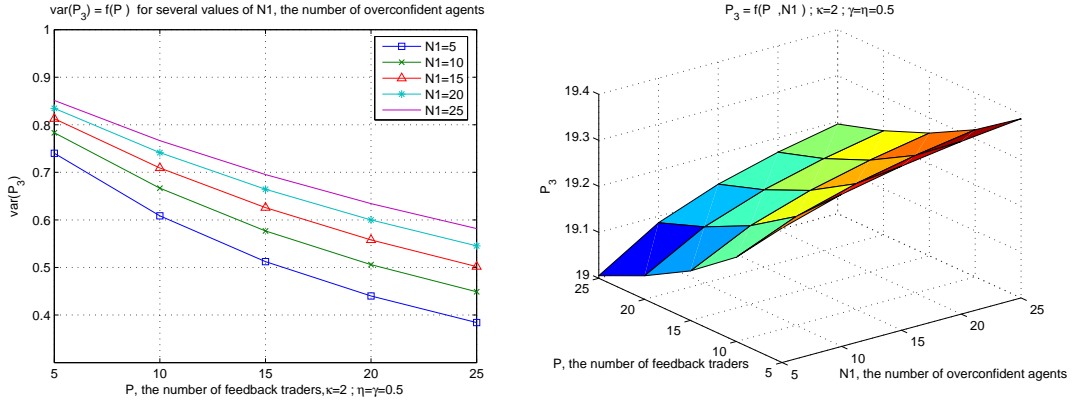 var(P3) = f(P ) for several values of N1, the number of overconfident agents
1
0.9
0.8
0.7
0.6
0.5
0.4
var(P3)
5
10
15
20
25
P, the number of feedback traders,κ=2 ; η=γ=0.5
N1=5
N1=10
N1=15
N1=20
N1=25
P3 = f(P ,N1 ) ; κ=2 ; γ=η=0.5
19.4
19.3
19.2
19.1
19
P3
25
20
15
10
5
P, the number of feedback traders
5
10
15
20
25
N1, the number of overconfident agents